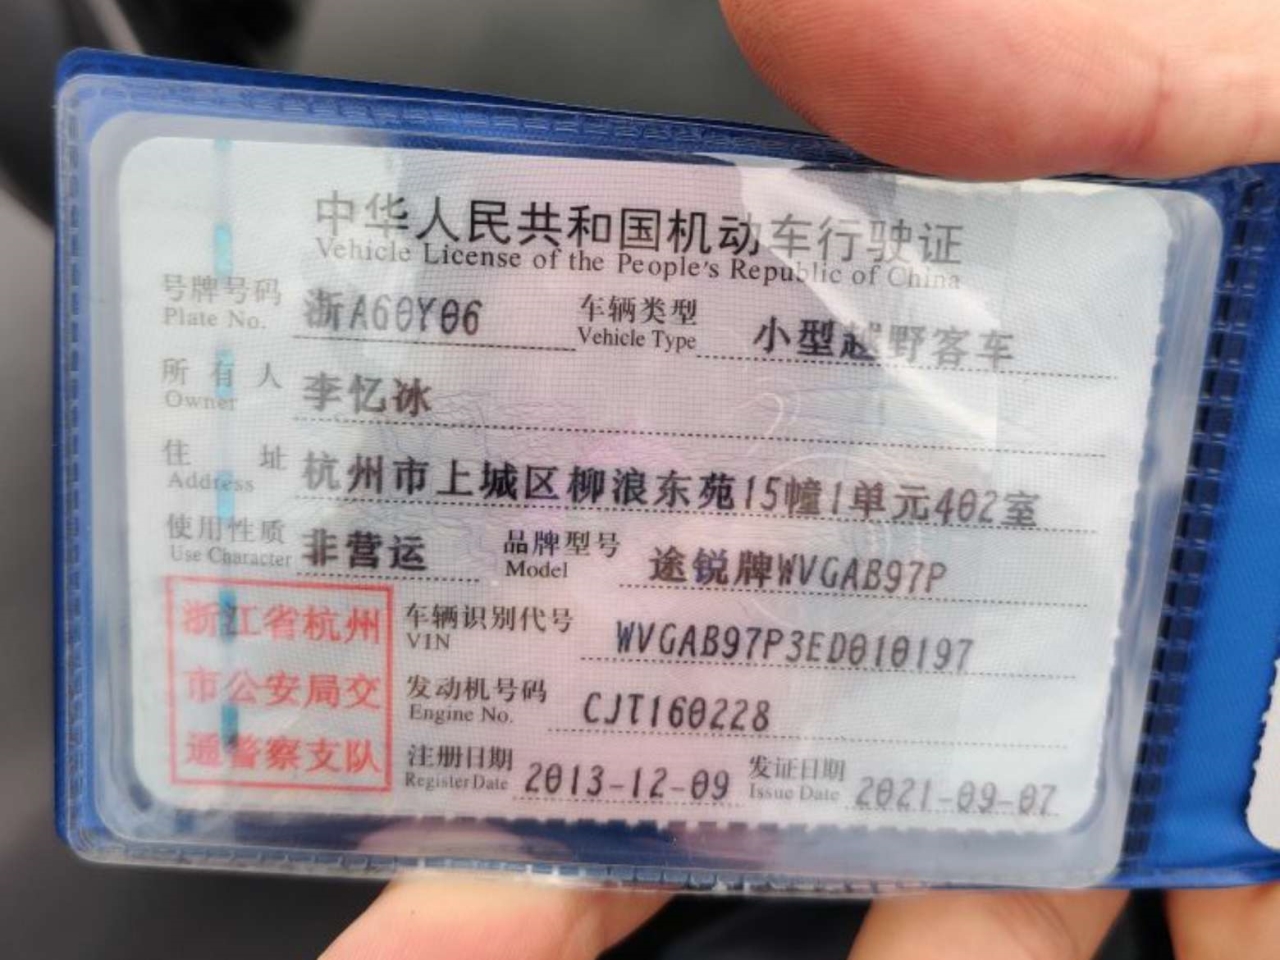 中华人民共和国机动车行驶证
Vehicle License of the People's Republic of China
号牌号码 浙A60Y06 车辆类型 小型越野客车
Plate No. Vehicle Type
所有人 李忆冰
Owner
住址 杭州市上城区柳浪东苑15幢1单元402室
Address
使用性质 非营运 品牌型号 途锐牌WVGAB97P
Use Character Model
浙江省杭州
市公安局交
通警察支队
车辆识别代号 WVGAB97P3ED010197
VIN
发动机号码 CJT160228
Engine No.
注册日期 2013-12-09 发证日期 2021-09-07
Register Date Issue Date